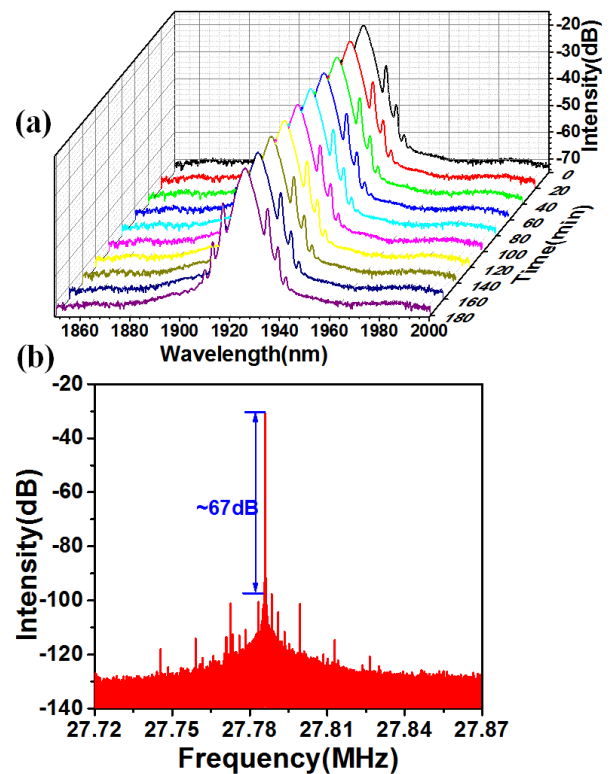 (a)
-20
-30
-40
-50
-60
-70
Intensity(dB)
0
20
40
60
80
100
120
140
160
180
Time(min)
1860 1880 1900 1920 1940 1960 1980 2000
Wavelength(nm)
(b)
-20
-40
-60
-80
-100
-120
-140
Intensity(dB)
~67dB
27.72 27.75 27.78 27.81 27.84 27.87
Frequency(MHz)